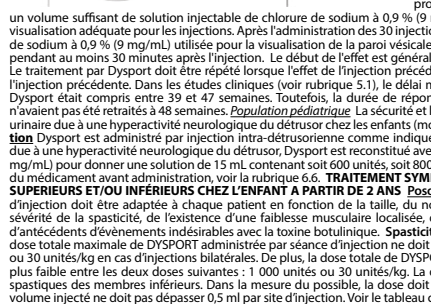 pro
un volume suffisant de solution injectable de chlorure de sodium à 0,9 % (9 m
visualisation adéquate pour les injections. Après l'administration des 30 injection
de sodium à 0,9 % (9 mg/mL) utilisée pour la visualisation de la paroi vésicale
pendant au moins 30 minutes après l'injection. Le début de l'effet est général
Le traitement par Dysport doit être répété lorsque l'effet de l'injection précéd
l'injection précédente. Dans les études cliniques (voir rubrique 5.1), le délai m
Dysport était compris entre 39 et 47 semaines. Toutefois, la durée de répon
n'avaient pas été retraités à 48 semaines. Population pédiatrique La sécurité et l
urinaire due à une hyperactivité neurologique du détrusor chez les enfants (mo
tion Dysport est administré par injection intra-détrusorienne comme indiqué
due à une hyperactivité neurologique du détrusor, Dysport est reconstitué ave
mg/mL) pour donner une solution de 15 mL contenant soit 600 unités, soit 800
du médicament avant administration, voir la rubrique 6.6. TRAITEMENT SYM
SUPERIEURS ET/OU INFÉRIEURS CHEZ L'ENFANT A PARTIR DE 2 ANS Poso
d'injection doit être adaptée à chaque patient en fonction de la taille, du no
sévérité de la spasticité, de l'existence d'une faiblesse musculaire localisée, d
d'antécédents d'évènements indésirables avec la toxine botulinique. Spasticit
dose totale maximale de DYSPORT administrée par séance d'injection ne doit
ou 30 unités/kg en cas d'injections bilatérales. De plus, la dose totale de DYSPO
plus faible entre les deux doses suivantes : 1 000 unités ou 30 unités/kg. La d
spastiques des membres inférieurs. Dans la mesure du possible, la dose doit
volume injecté ne doit pas dépasser 0,5 ml par site d'injection. Voir le tableau c